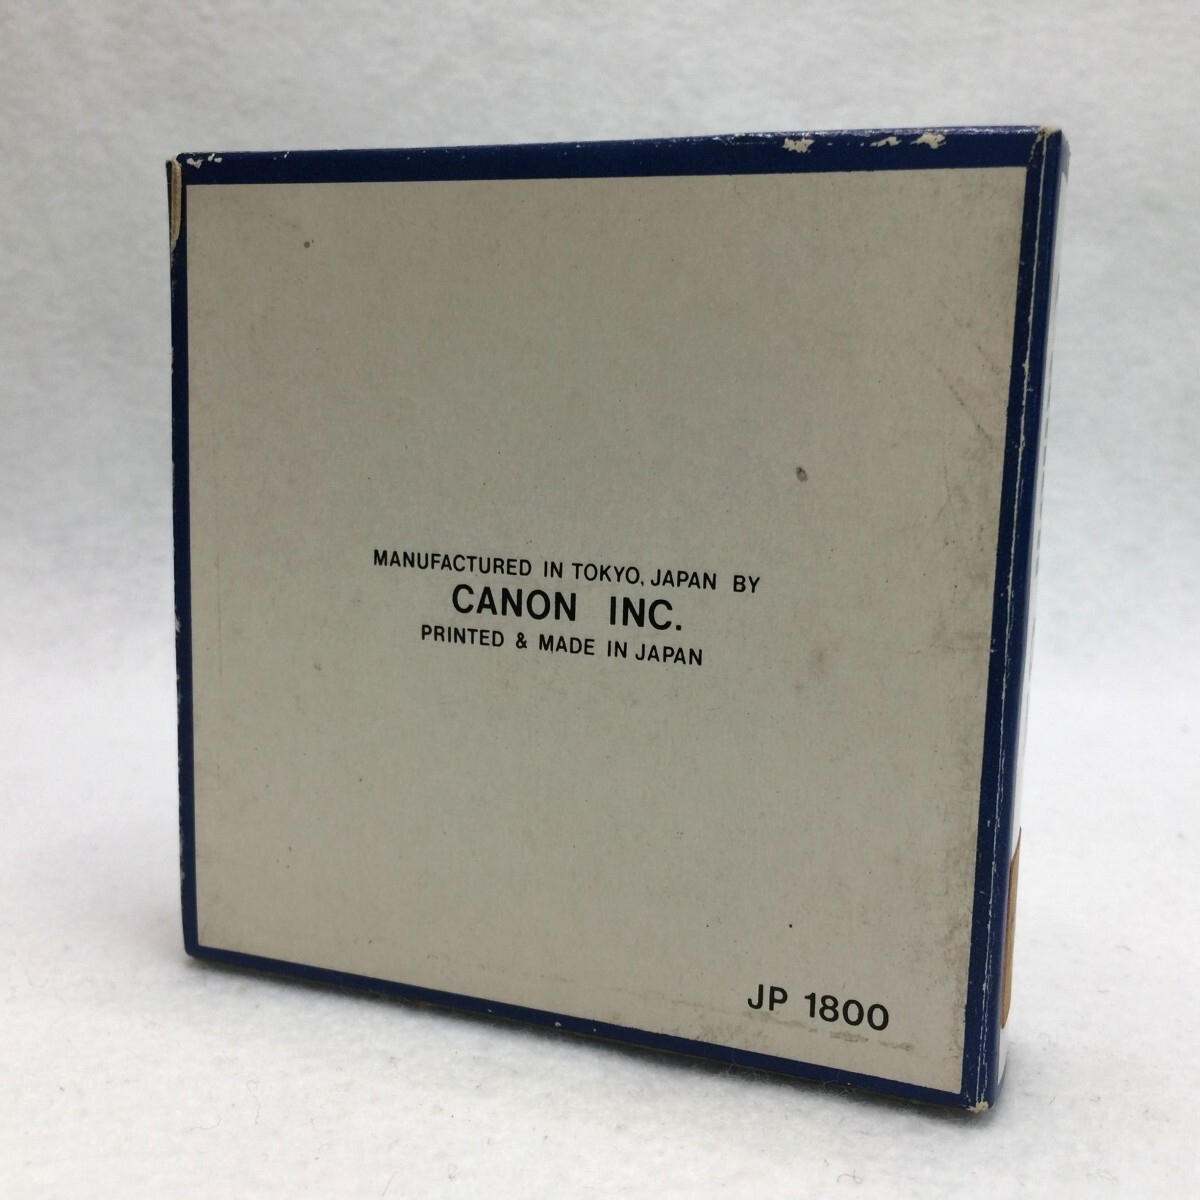 MANUFACTURED IN TOKYO, JAPAN BY
CANON INC.
PRINTED & MADE IN JAPAN
JP 1800